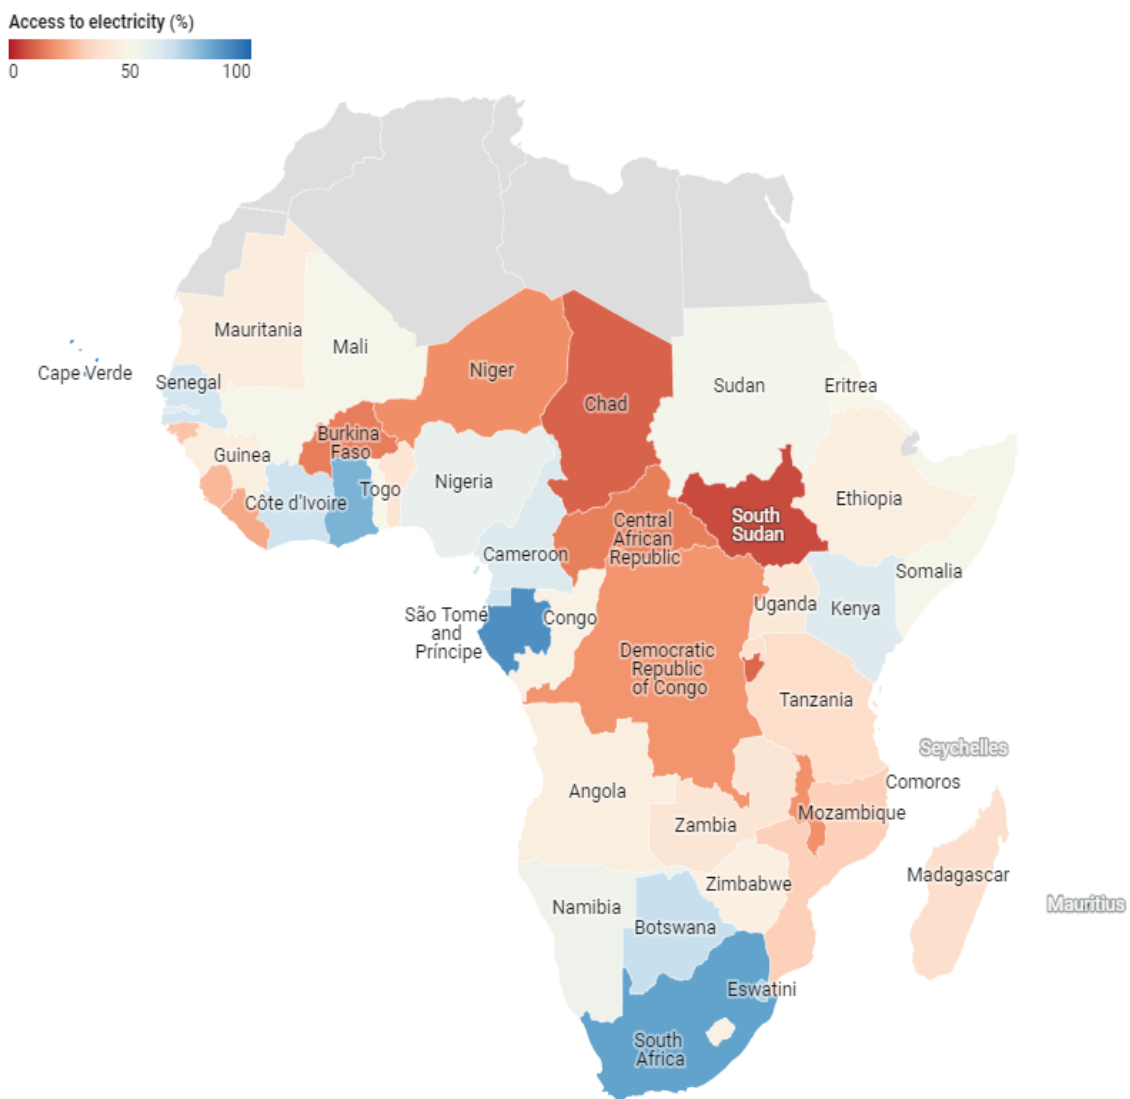 Access to electricity (%)
0 50 100
Mauritania
Mali
Niger
Cape Verde
Senegal
Sudan
Eritrea
Chad
Burkina
Faso
Guinea
Nigeria
Togo
Côte d'Ivoire
Ethiopia
South
Sudan
Central
African
Republic
Cameroon
Somalia
Uganda
Kenya
São Tomé
and
Príncipe
Congo
Democratic
Republic
of Congo
Tanzania
Seychelles
Comoros
Angola
Mozambique
Zambia
Madagascar
Zimbabwe
Mauritius
Namibia
Botswana
Eswatini
South
Africa